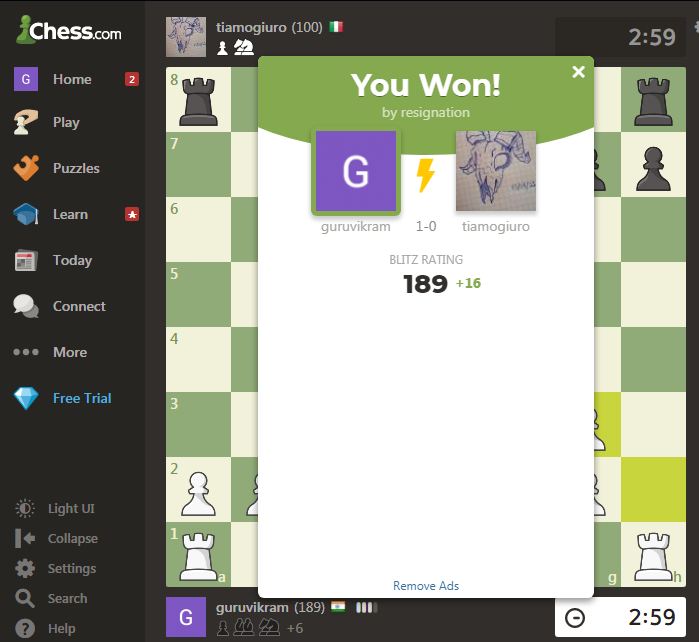 Chess.com
Home 2
Play
Puzzles
Learn
Today
Connect
More
Free Trial
Light UI
Collapse
Settings
Search
Help
tiamogiuro (100)
2:59
8
7
6
5
4
3
2
1
a
g
h
You Won!
by resignation
G
G
guruvikram
1-0
tiamogiuro
BLITZ RATING
189 +16
Remove Ads
G
guruvikram (189)
+6
2:59